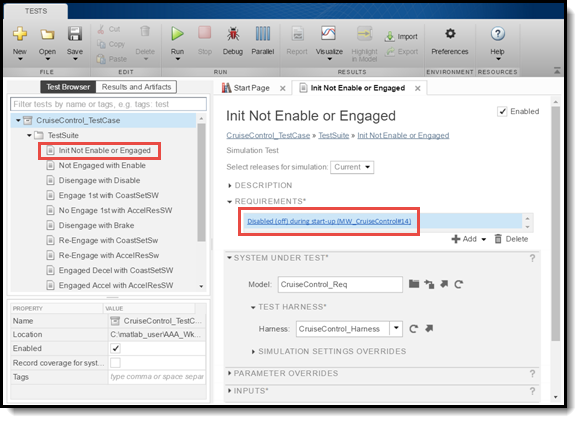 TESTS
New Open Save Cut Copy Paste Delete Run Stop Debug Parallel Report Visualize Highlight in Model Import Export Preferences Help
FILE EDIT RUN RESULTS ENVIRONMENT RESOURCES
Test Browser Results and Artifacts
Filter tests by name or tags, e.g. tags: test
CruiseControl_TestCase
TestSuite
Init Not Enable or Engaged
Not Engaged with Enable
Disengage with Disable
Engage 1st with CoastSetSW
No Engage 1st with AccelResSW
Disengage with Brake
Re-Engage with CoastSetSw
Re-Engage with AccelResSw
Engaged Decel with CoastSetSW
Engaged Accel with AccelResSW
PROPERTY VALUE
Name CruiseControl_TestC...
Location C:\matlab_user\AAA_Wk...
Enabled
Record coverage for syst...
Tags type comma or space separ
Start Page Init Not Enable or Engaged
Init Not Enable or Engaged
Enabled
CruiseControl_TestCase » TestSuite » Init Not Enable or Engaged
Simulation Test
Select releases for simulation: Current
DESCRIPTION
REQUIREMENTS*
Disabled (off) during start-up (MW_CruiseControl#14)
Add Delete
SYSTEM UNDER TEST* ?
Model: CruiseControl_Req
TEST HARNESS*
Harness: CruiseControl_Harness
SIMULATION SETTINGS OVERRIDES
PARAMETER OVERRIDES ?
INPUTS* ?